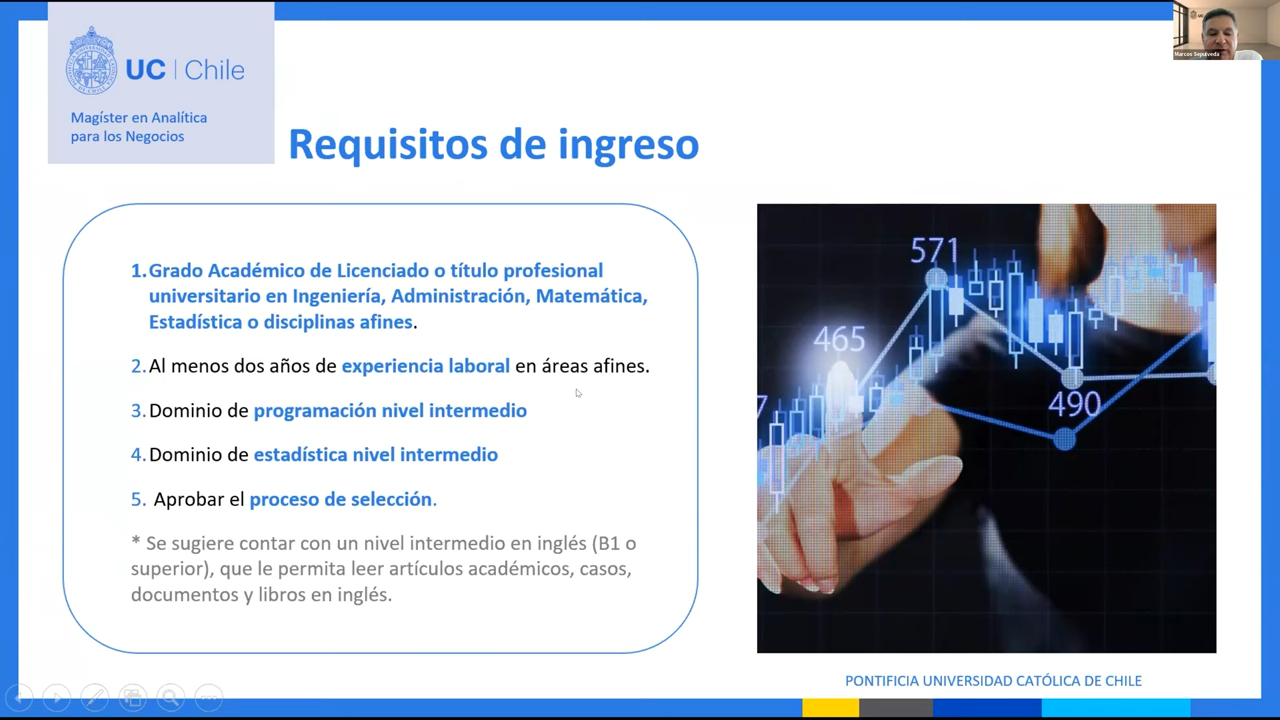 UC | Chile
Magíster en Analítica
para los Negocios
Requisitos de ingreso
Marcos Sepúlveda
1. Grado Académico de Licenciado o título profesional
universitario en Ingeniería, Administración, Matemática,
Estadística o disciplinas afines.
2. Al menos dos años de experiencia laboral en áreas afines.
3. Dominio de programación nivel intermedio
4. Dominio de estadística nivel intermedio
5. Aprobar el proceso de selección.
* Se sugiere contar con un nivel intermedio en inglés (B1 o
superior), que le permita leer artículos académicos, casos,
documentos y libros en inglés.
571
465
7
490
PONTIFICIA UNIVERSIDAD CATÓLICA DE CHILE